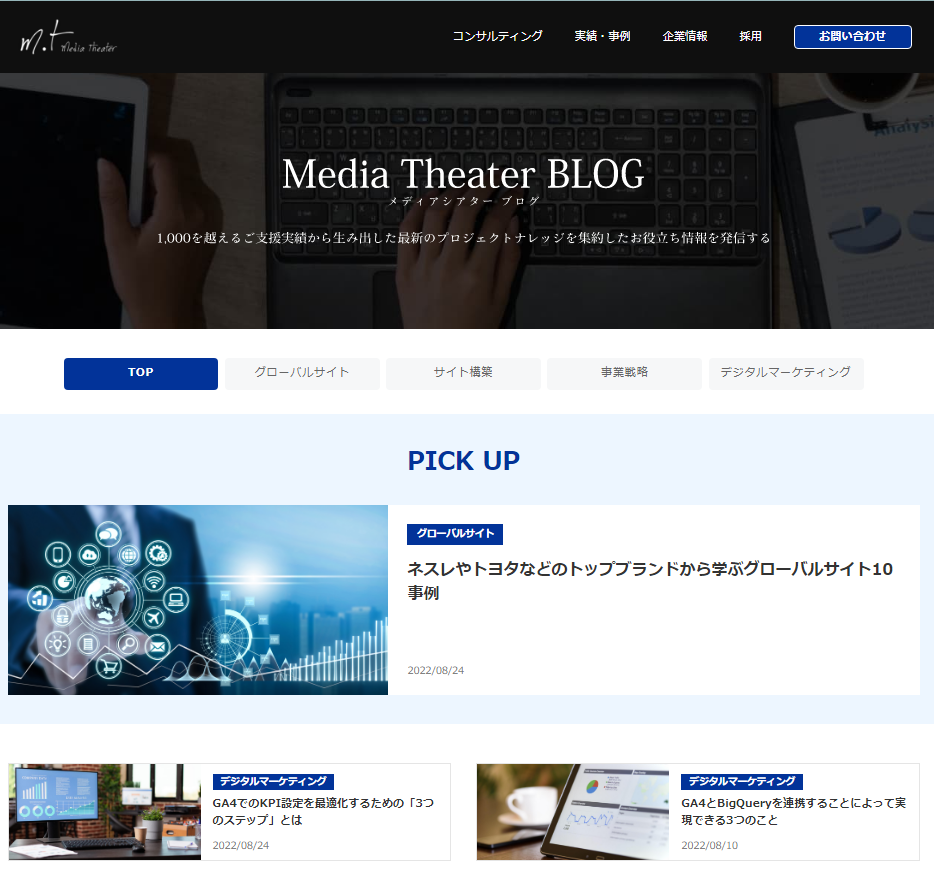 m.t Media theater
コンサルティング 実績・事例 企業情報 採用 お問い合わせ
Analysis
Media Theater BLOG
メディアシアター ブログ
1,000を越えるご支援実績から生み出した最新のプロジェクトナレッジを集約したお役立ち情報を発信する
TOP グローバルサイト サイト構築 事業戦略 デジタルマーケティング
PICK UP
グローバルサイト
ネスレやトヨタなどのトップブランドから学ぶグローバルサイト10
事例
2022/08/24
デジタルマーケティング
GA4でのKPI設定を最適化するための「3つ
のステップ」とは
2022/08/24
デジタルマーケティング
GA4とBigQueryを連携することによって実
現できる3つのこと
2022/08/10